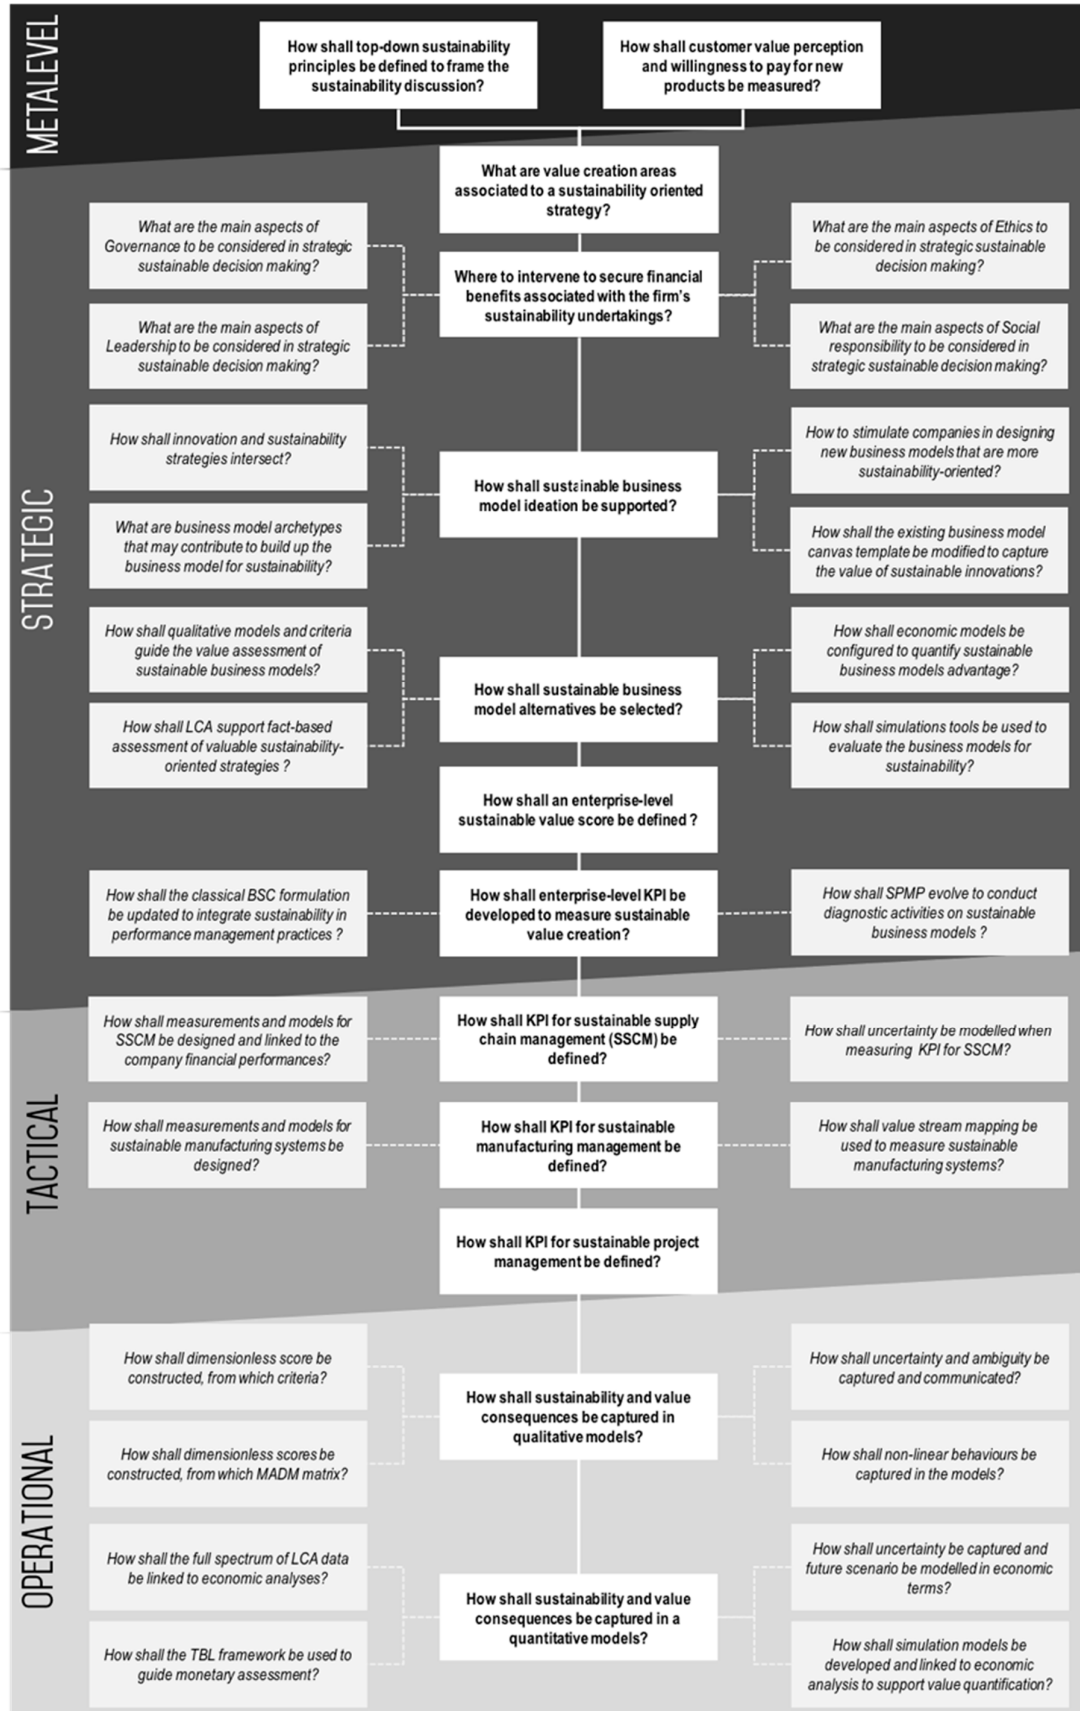 METALEVEL
How shall top-down sustainability
principles be defined to frame the
sustainability discussion?
How shall customer value perception
and willingness to pay for new
products be measured?
STRATEGIC
What are value creation areas
associated to a sustainability oriented
strategy?
What are the main aspects of
Governance to be considered in strategic
sustainable decision making?
What are the main aspects of
Leadership to be considered in strategic
sustainable decision making?
Where to intervene to secure financial
benefits associated with the firm's
sustainability undertakings?
What are the main aspects of Ethics to
be considered in strategic sustainable
decision making?
What are the main aspects of Social
responsibility to be considered in
strategic sustainable decision making?
How shall innovation and sustainability
strategies intersect?
What are business model archetypes
that may contribute to build up the
business model for sustainability?
How shall sustainable business
model ideation be supported?
How to stimulate companies in designing
new business models that are more
sustainability-oriented?
How shall the existing business model
canvas template be modified to capture
the value of sustainable innovations?
How shall qualitative models and criteria
guide the value assessment of
sustainable business models?
How shall LCA support fact-based
assessment of valuable sustainability-
oriented strategies ?
How shall sustainable business
model alternatives be selected?
How shall economic models be
configured to quantify sustainable
business models advantage?
How shall simulations tools be used to
evaluate the business models for
sustainability?
How shall an enterprise-level
sustainable value score be defined ?
How shall the classical BSC formulation
be updated to integrate sustainability in
performance management practices ?
How shall enterprise-level KPI be
developed to measure sustainable
value creation?
How shall SPMP evolve to conduct
diagnostic activities on sustainable
business models ?
TACTICAL
How shall measurements and models for
SSCM be designed and linked to the
company financial performances?
How shall KPI for sustainable supply
chain management (SSCM) be
defined?
How shall uncertainty be modelled when
measuring KPI for SSCM?
How shall measurements and models for
sustainable manufacturing systems be
designed?
How shall KPI for sustainable
manufacturing management be
defined?
How shall value stream mapping be
used to measure sustainable
manufacturing systems?
How shall KPI for sustainable project
management be defined?
OPERATIONAL
How shall dimensionless score be
constructed, from which criteria?
How shall dimensionless scores be
constructed, from which MADM matrix?
How shall sustainability and value
consequences be captured in
qualitative models?
How shall uncertainty and ambiguity be
captured and communicated?
How shall non-linear behaviours be
captured in the models?
How shall the full spectrum of LCA data
be linked to economic analyses?
How shall the TBL framework be used to
guide monetary assessment?
How shall sustainability and value
consequences be captured in a
quantitative models?
How shall uncertainty be captured and
future scenario be modelled in economic
terms?
How shall simulation models be
developed and linked to economic
analysis to support value quantification?